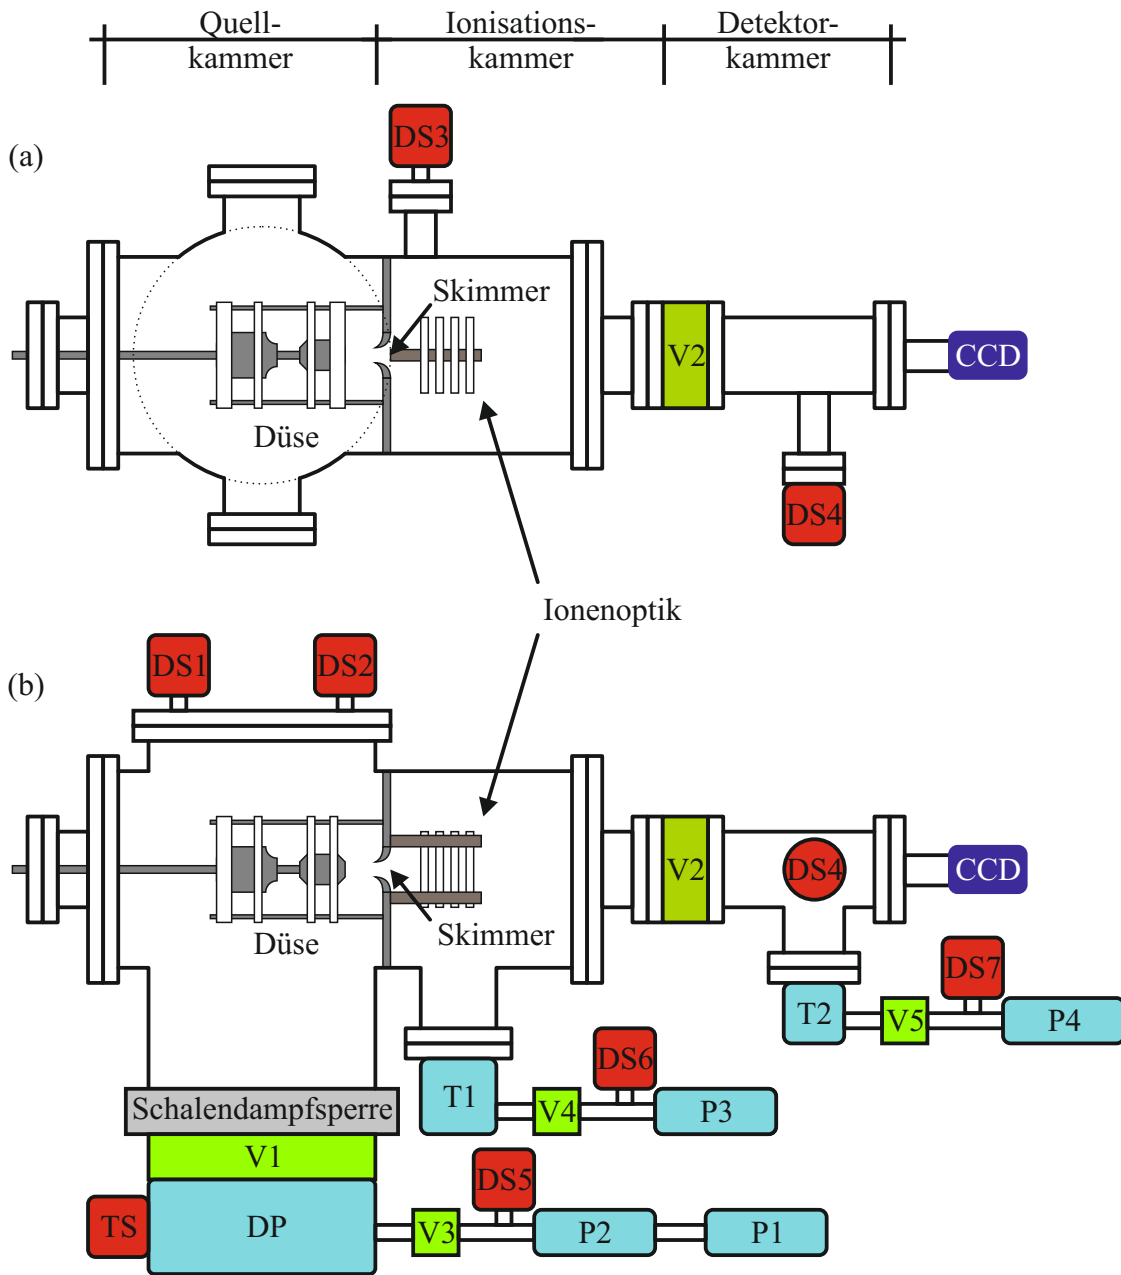 Quell-
kammer
Ionisations-
kammer
Detektor-
kammer
(a)
DS3
Skimmer
V2
CCD
Düse
DS4
Ionenoptik
(b)
DS1
DS2
V2
DS4
CCD
Düse
Skimmer
DS7
T2
V5
P4
DS6
T1
V4
P3
Schalendampfsperre
V1
DS5
TS
DP
V3
P2
P1